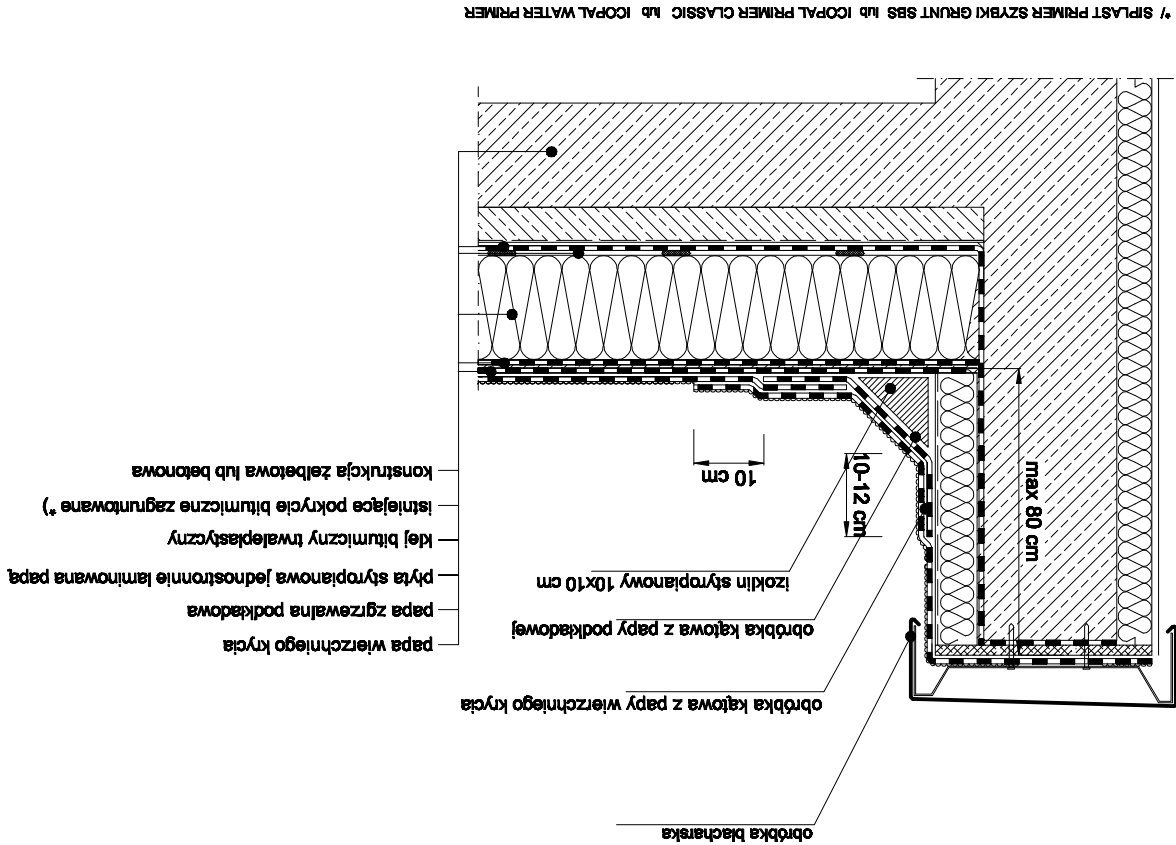 obróbka blacharska
obróbka kątowa z papy wierzchniego krycia
obróbka kątowa z papy podkładowej
izoklin styropianowy 10x10 cm
papa wierzchniego krycia
papa zgrzewalna podkładowa
płyta styropianowa jednostronnie laminowana papą
klej bitumiczny trwaleplastyczny
istniejące pokrycie bitumiczne zagruntowane *)
konstrukcja żelbetowa lub betonowa
max 80 cm
10-12 cm
10 cm
*/ SIPLAST PRIMER SZYBKI GRUNT SBS lub ICOPAL PRIMER CLASSIC lub ICOPAL WATER PRIMER